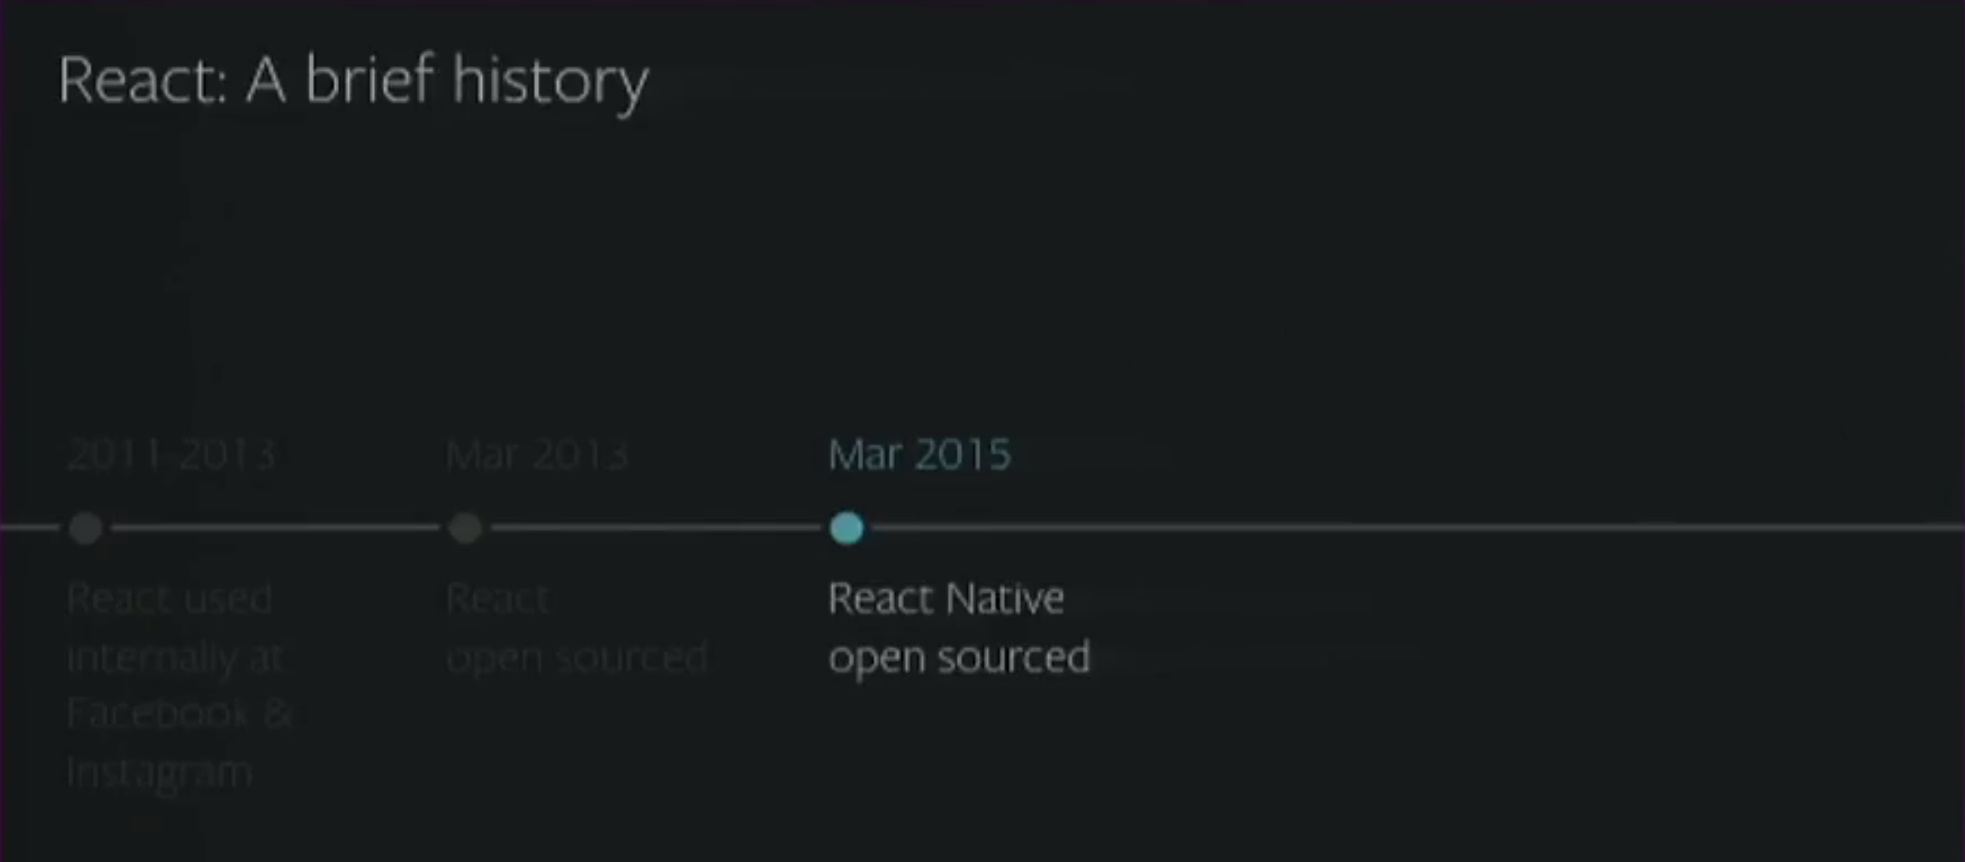 React: A brief history
2011-2013
Mar 2013
Mar 2015
React used
internally at
Facebook &
Instagram
React
open sourced
React Native
open sourced